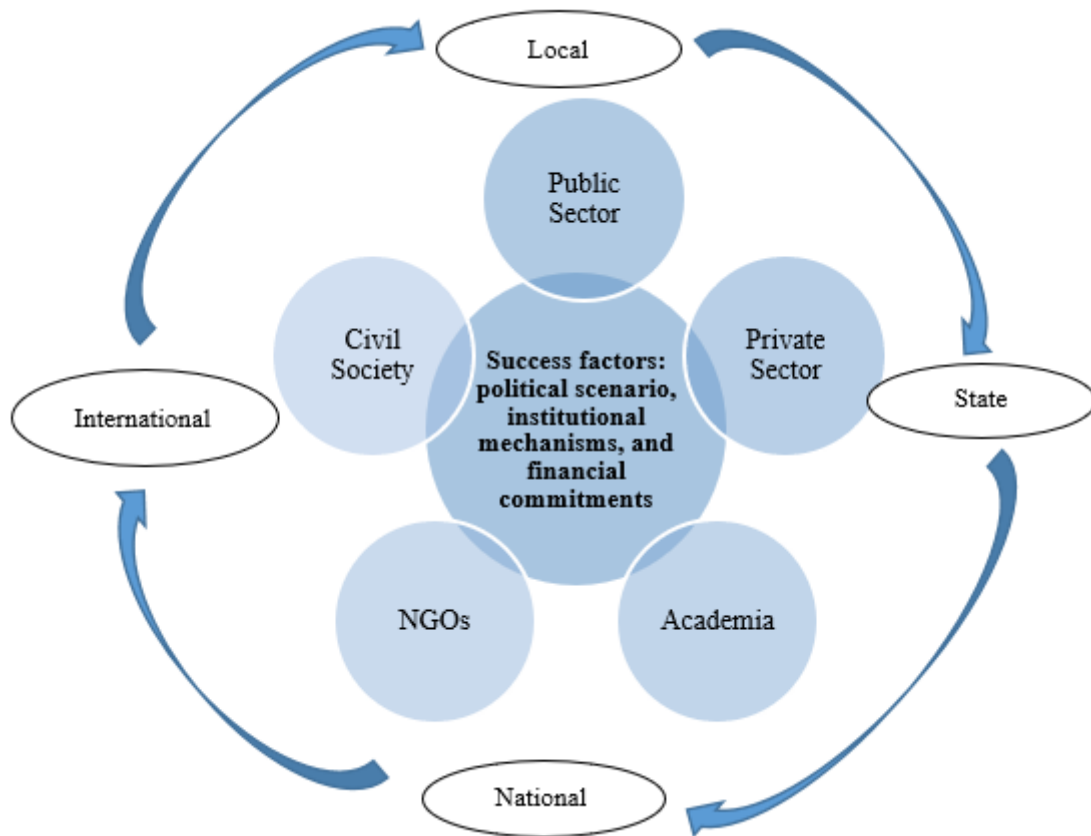 Local
Public
Sector
Civil
Society
Success factors:
political scenario,
institutional
mechanisms, and
financial
commitments
Private
Sector
International
State
NGOs
Academia
National